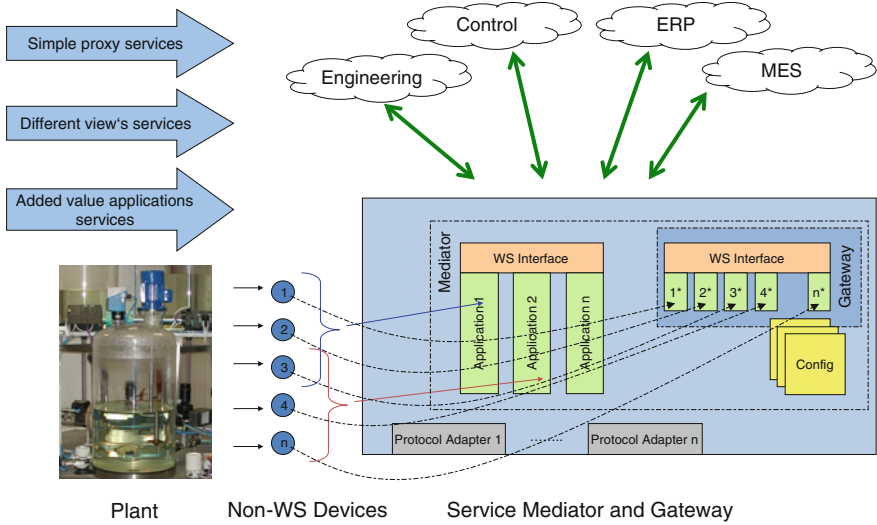 Simple proxy services
Different view's services
Added value applications
services
Engineering
Control
ERP
MES
Mediator
WS Interface
Application 1
Application 2
Application n
WS Interface
1*
2*
3*
4*
n*
Gateway
Config
1
2
3
4
n
Protocol Adapter 1
........
Protocol Adapter n
Plant
Non-WS Devices
Service Mediator and Gateway